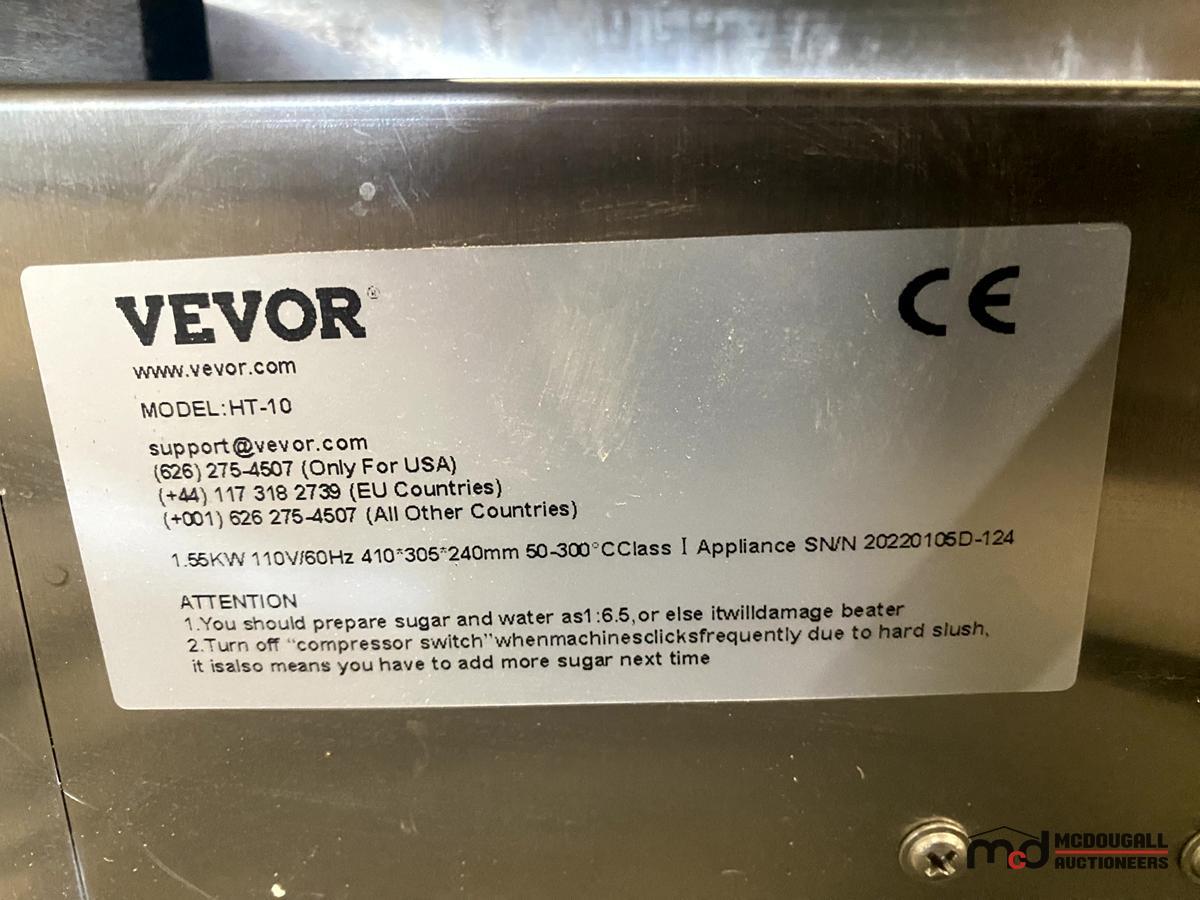 VEVOR®
CE
www.vevor.com
MODEL:HT-10
support@vevor.com
(626) 275-4507 (Only For USA)
(+44) 117 318 2739 (EU Countries)
(+001) 626 275-4507 (All Other Countries)
1.55KW 110V/60Hz 410*305*240mm 50-300°CClass I Appliance SN/N 20220105D-124
ATTENTION
1.You should prepare sugar and water as1:6.5,or else itwilldamage beater
2.Turn off “compressor switch”whenmachinesclicksfrequently due to hard slush,
it isalso means you have to add more sugar next time
mcd MCDOUGALL
AUCTIONEERS